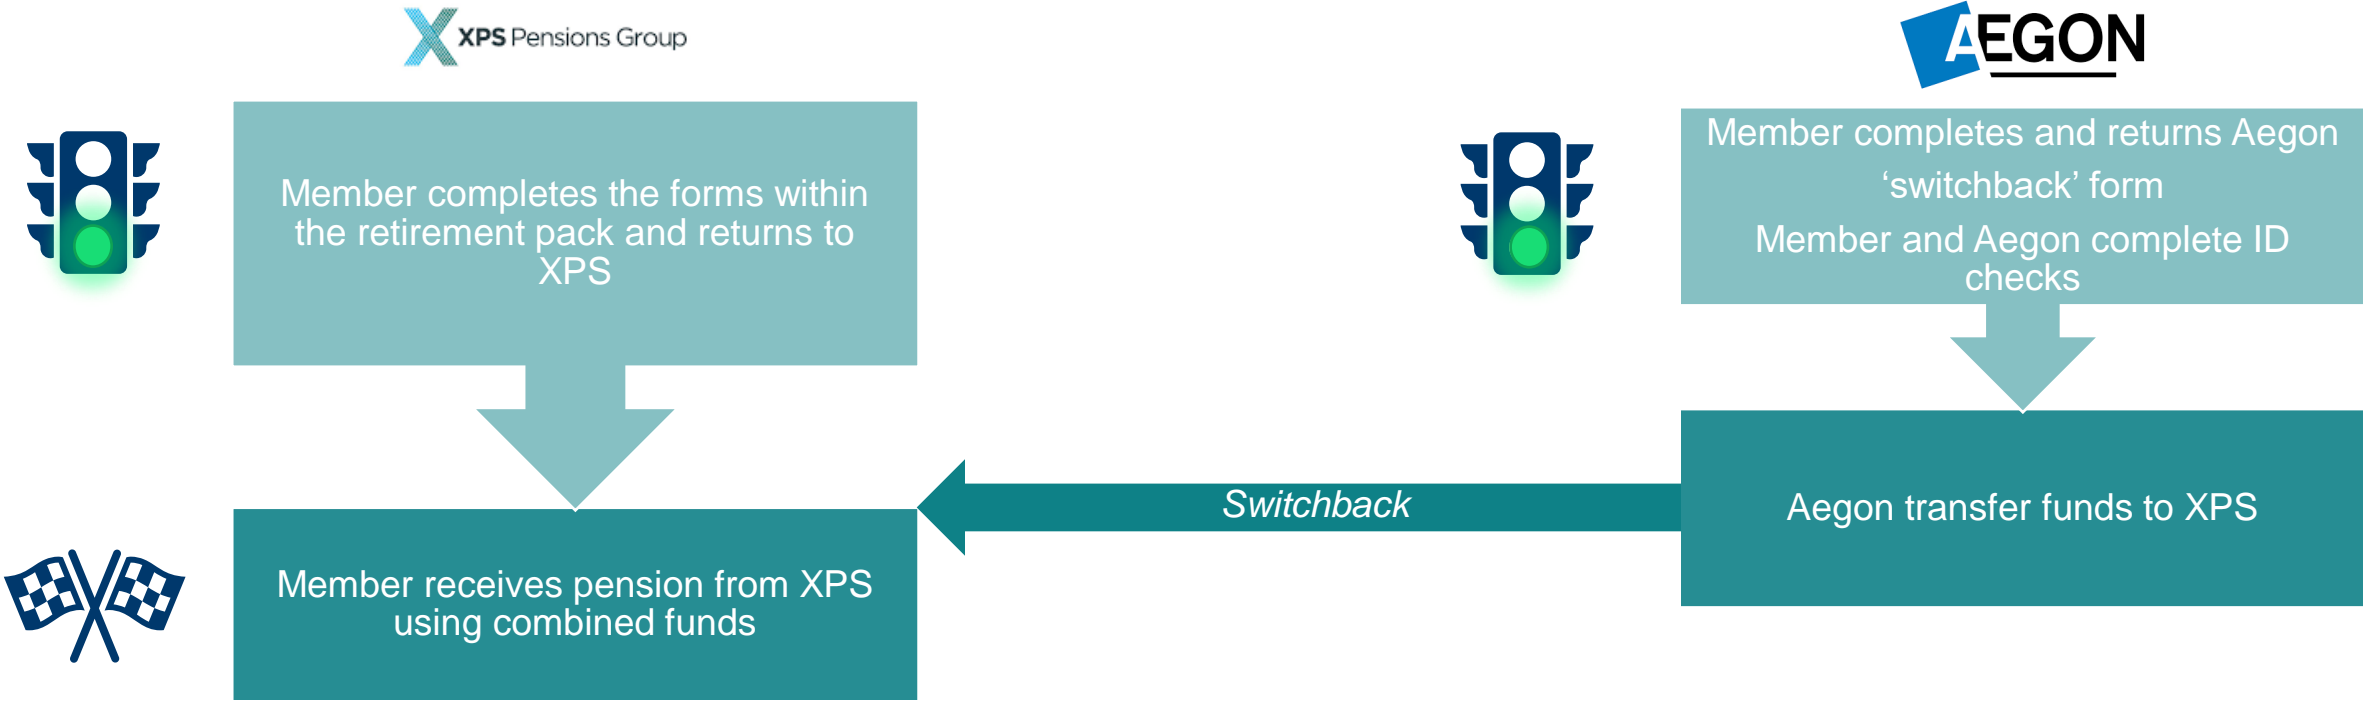 XPS Pensions Group
Member completes the forms within
the retirement pack and returns to
XPS
Member receives pension from XPS
using combined funds
Switchback
AEGON
Member completes and returns Aegon
‘switchback’ form
Member and Aegon complete ID
checks
Aegon transfer funds to XPS